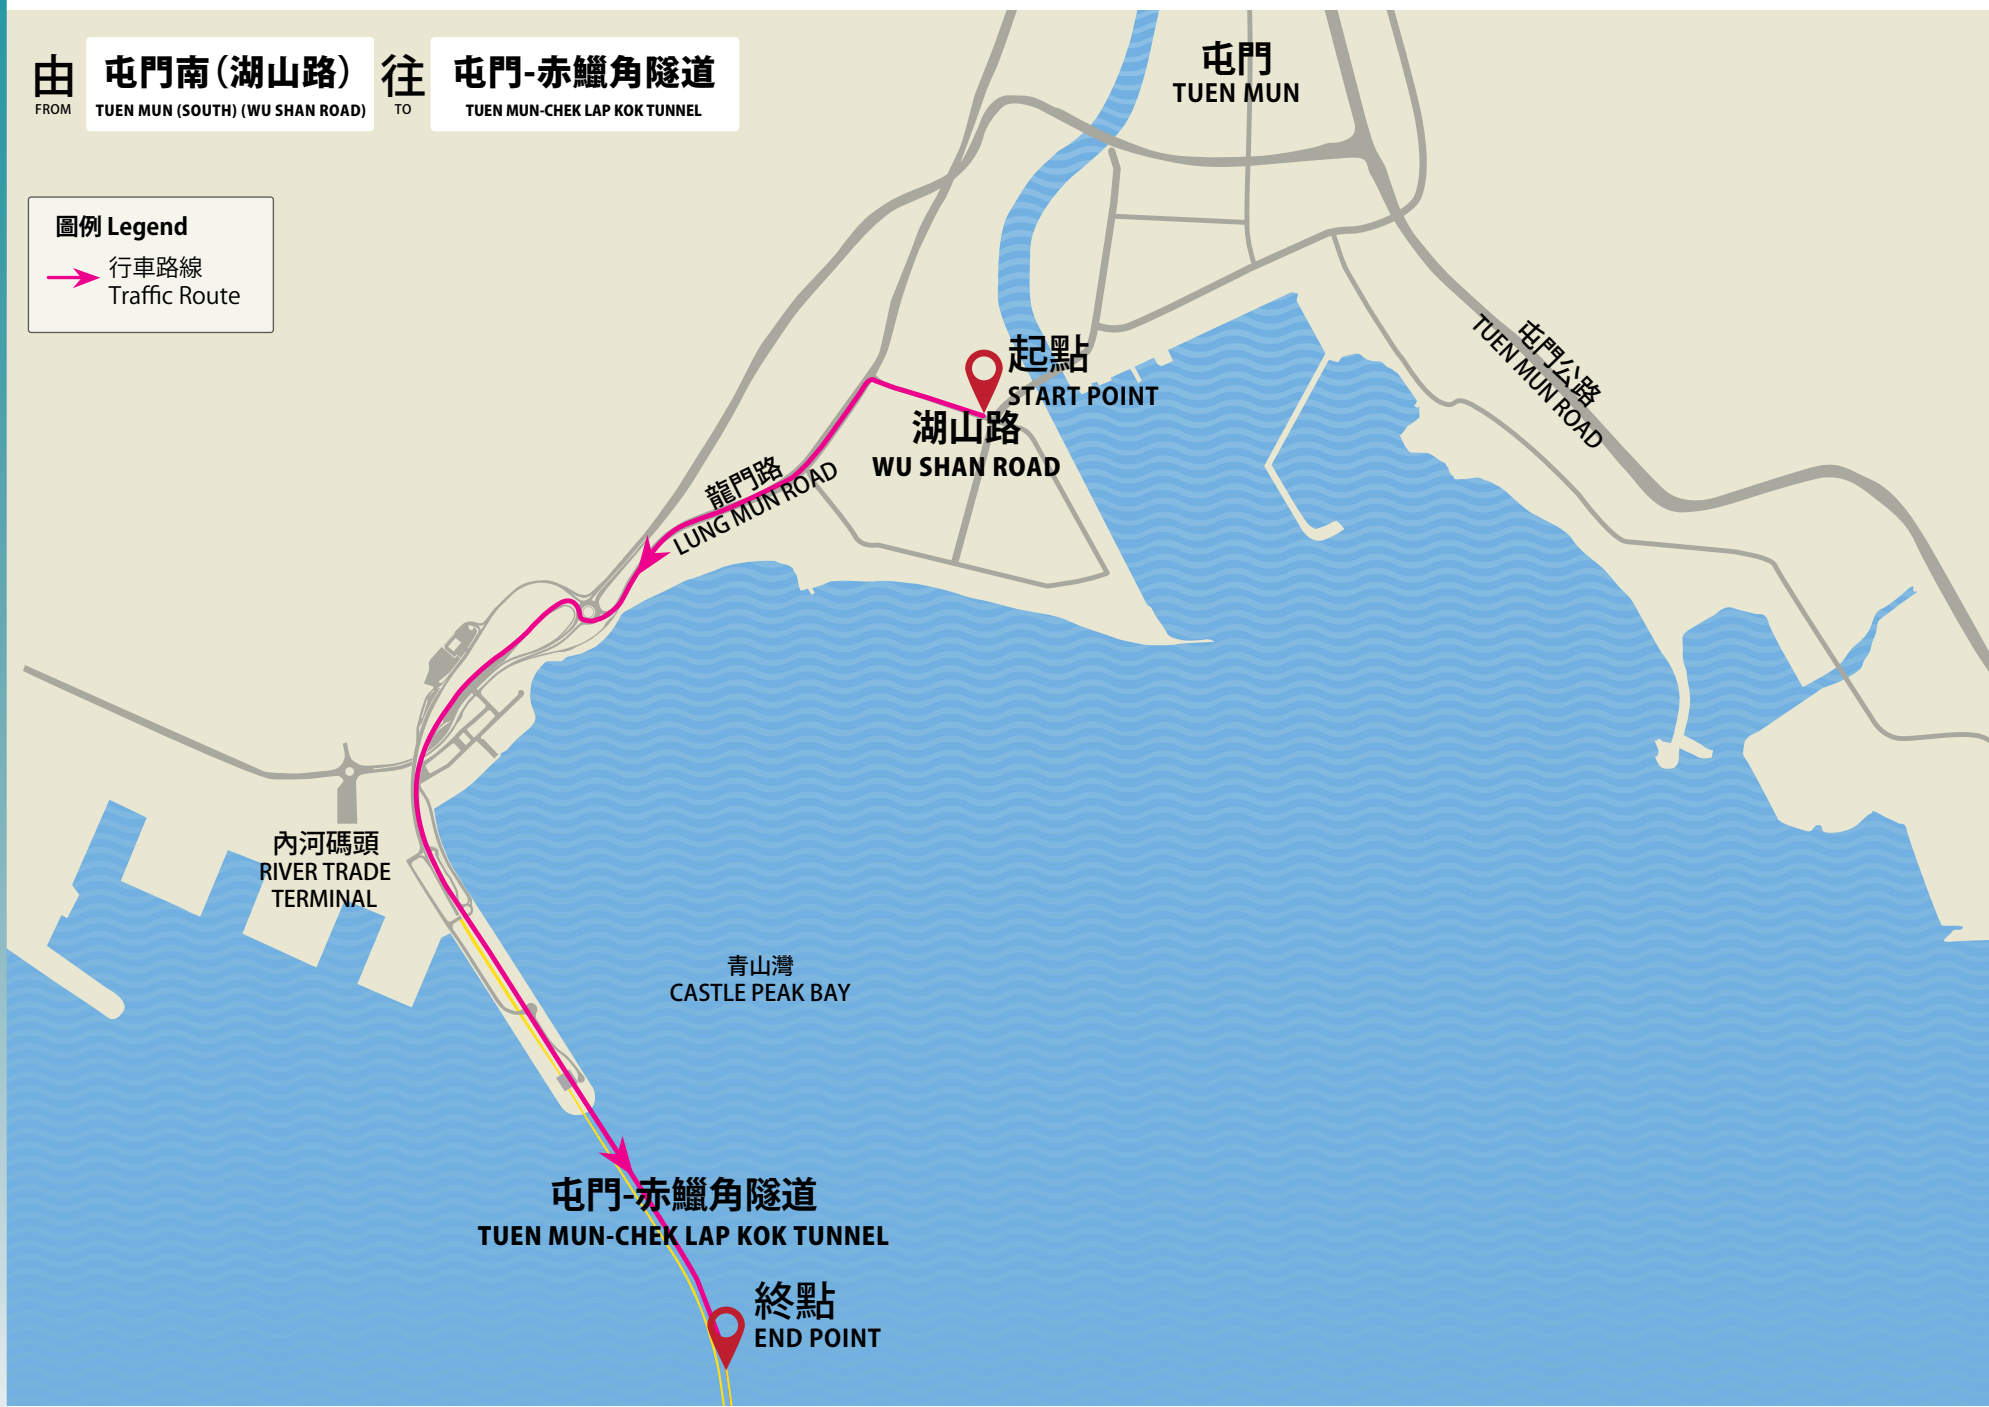 由
FROM
屯門南（湖山路）
TUEN MUN (SOUTH) (WU SHAN ROAD)
往
TO
屯門-赤鱲角隧道
TUEN MUN-CHEK LAP KOK TUNNEL
屯門
TUEN MUN
圖例 Legend
行車路線
Traffic Route
屯門公路
TUEN MUN ROAD
起點
START POINT
湖山路
WU SHAN ROAD
龍門路
LUNG MUN ROAD
內河碼頭
RIVER TRADE
TERMINAL
青山灣
CASTLE PEAK BAY
屯門-赤鱲角隧道
TUEN MUN-CHEK LAP KOK TUNNEL
終點
END POINT